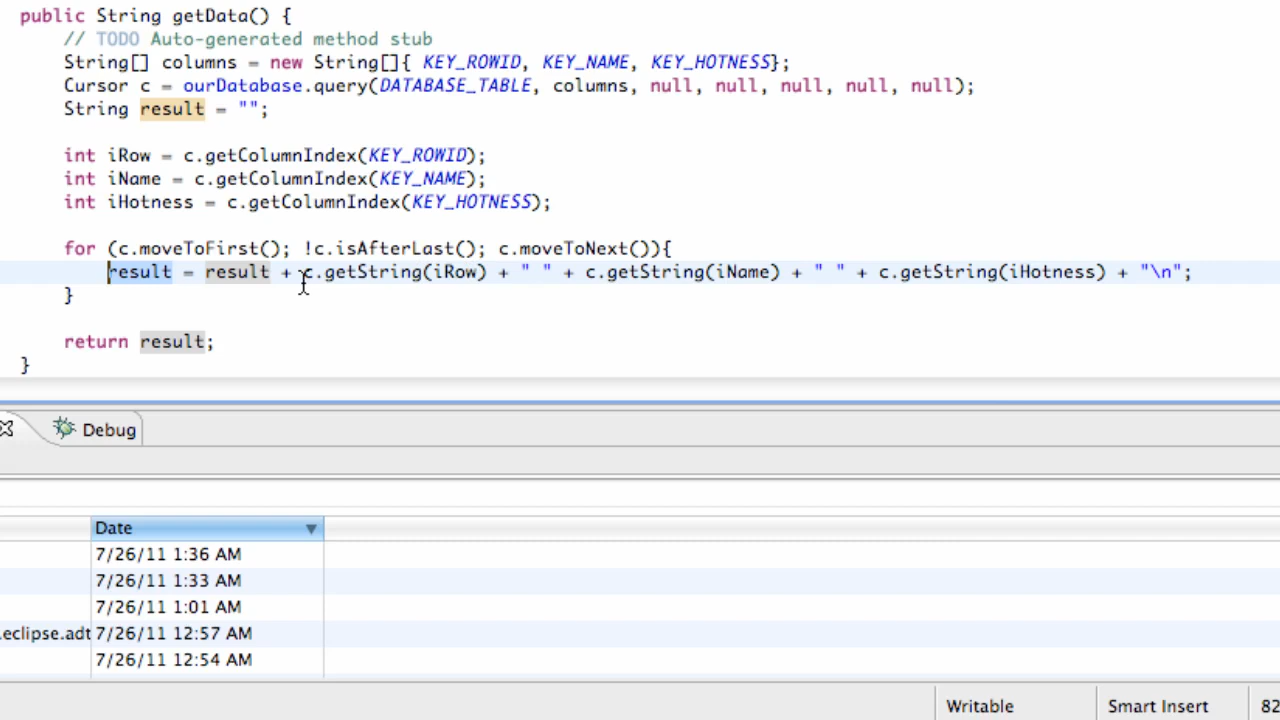 public String getData() {
// TODO Auto-generated method stub
String[] columns = new String[]{ KEY_ROWID, KEY_NAME, KEY_HOTNESS};
Cursor c = ourDatabase.query(DATABASE_TABLE, columns, null, null, null, null, null);
String result = "";
int iRow = c.getColumnIndex(KEY_ROWID);
int iName = c.getColumnIndex(KEY_NAME);
int iHotness = c.getColumnIndex(KEY_HOTNESS);
for (c.moveToFirst(); !c.isAfterLast(); c.moveToNext()){
result = result + c.getString(iRow) + " " + c.getString(iName) + " " + c.getString(iHotness) + "\n";
}
return result;
}
Debug
Date
7/26/11 1:36 AM
7/26/11 1:33 AM
7/26/11 1:01 AM
.eclipse.adt 7/26/11 12:57 AM
7/26/11 12:54 AM
Writable Smart Insert 82